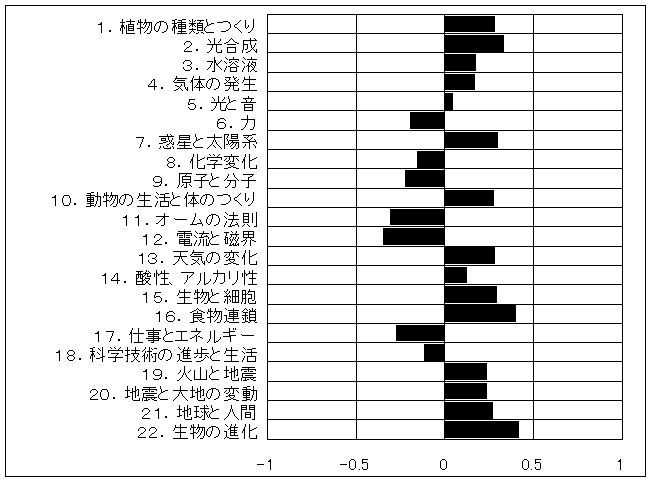 1. 植物の種類とつくり
2. 光合成
3. 水溶液
4. 気体の発生
5. 光と音
6. 力
7. 惑星と太陽系
8. 化学変化
9. 原子と分子
10. 動物の生活と体のつくり
11. オームの法則
12. 電流と磁界
13. 天気の変化
14. 酸性、アルカリ性
15. 生物と細胞
16. 食物連鎖
17. 仕事とエネルギー
18. 科学技術の進歩と生活
19. 火山と地震
20. 地震と大地の変動
21. 地球と人間
22. 生物の進化
-1 -0.5 0 0.5 1